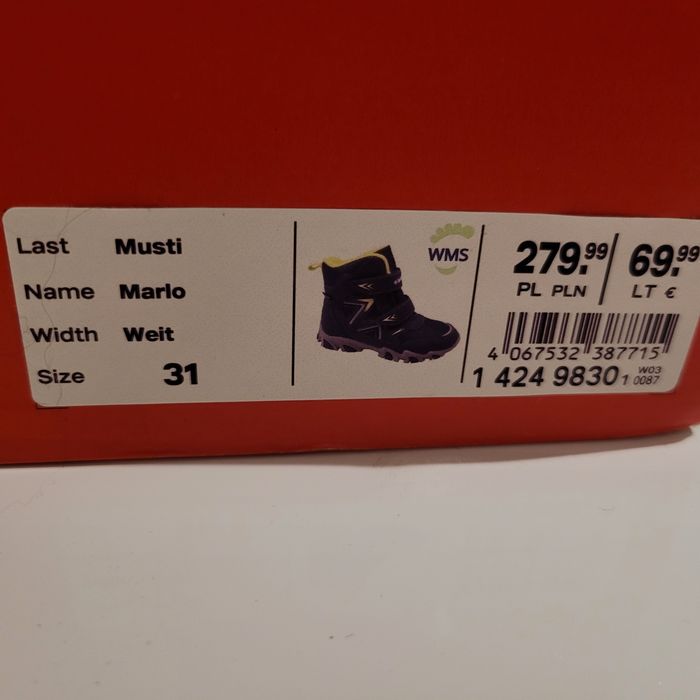 Last Musti
Name Marlo
Width Weit
Size 31
WMS
279.99 PL PLN
69.99 LT €
4 067532 387715
1 424 9830 1 W03 0087